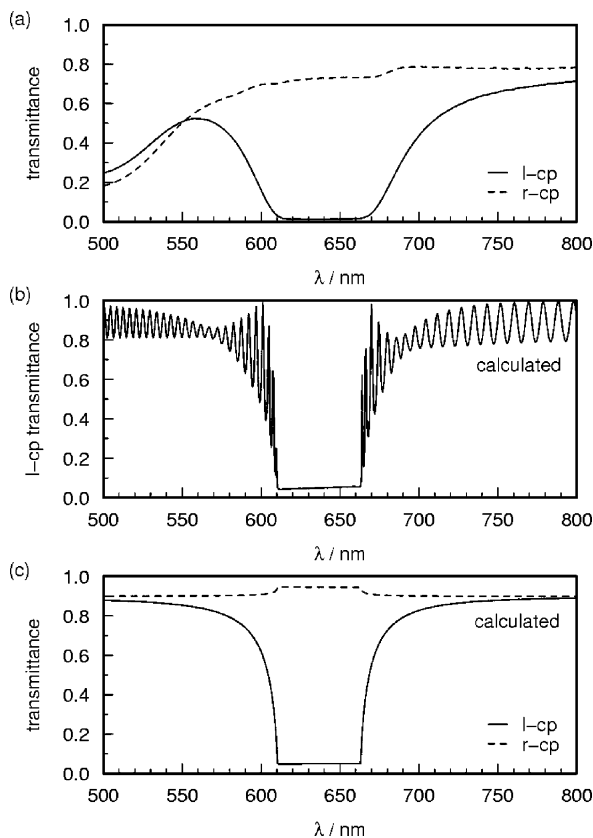 (a)
1.0
0.8
0.6
0.4
0.2
0.0
transmittance
l-cp
r-cp
500 550 600 650 700 750 800
λ / nm
(b)
1.0
0.8
0.6
0.4
0.2
0.0
l-cp transmittance
calculated
500 550 600 650 700 750 800
λ / nm
(c)
1.0
0.8
0.6
0.4
0.2
0.0
transmittance
calculated
l-cp
r-cp
500 550 600 650 700 750 800
λ / nm